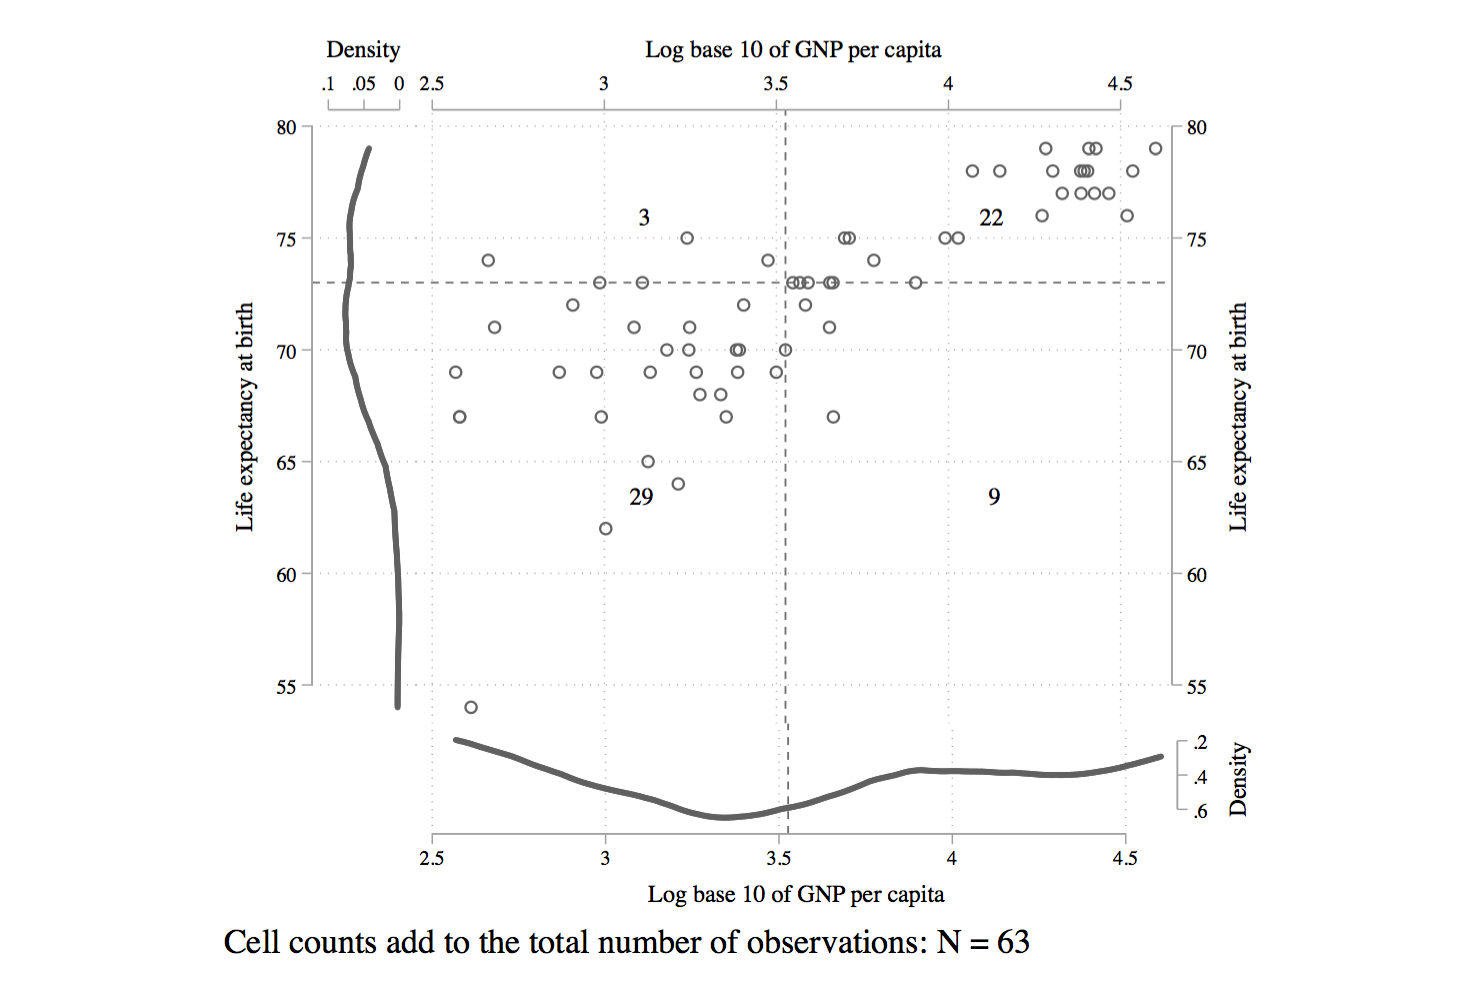 Density
Log base 10 of GNP per capita
.1 .05 0 2.5 3 3.5 4 4.5
80 80
3 22
75 75
70 70
Life expectancy at birth
Life expectancy at birth
65 65
29 9
60 60
55 55
.2
.4
.6
Density
2.5 3 3.5 4 4.5
Log base 10 of GNP per capita
Cell counts add to the total number of observations: N = 63